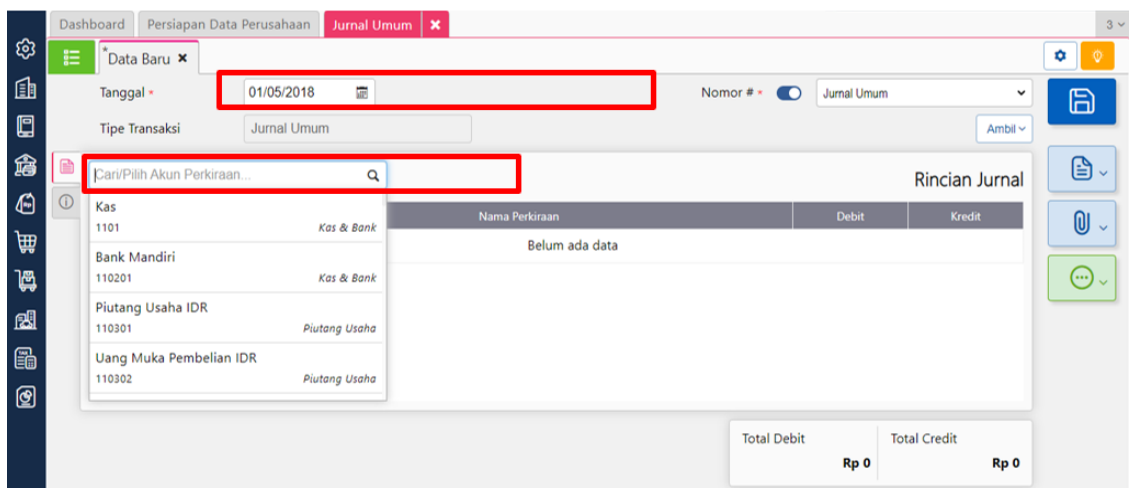 Dashboard Persiapan Data Perusahaan Jurnal Umum 3
*Data Baru
Tanggal * 01/05/2018 Nomor # * Jurnal Umum
Tipe Transaksi Jurnal Umum Ambil
Cari/Pilih Akun Perkiraan... Rincian Jurnal
Nama Perkiraan Debit Kredit
Belum ada data
Kas
1101 Kas & Bank
Bank Mandiri
110201 Kas & Bank
Piutang Usaha IDR
110301 Piutang Usaha
Uang Muka Pembelian IDR
110302 Piutang Usaha
Total Debit Total Credit
Rp 0 Rp 0